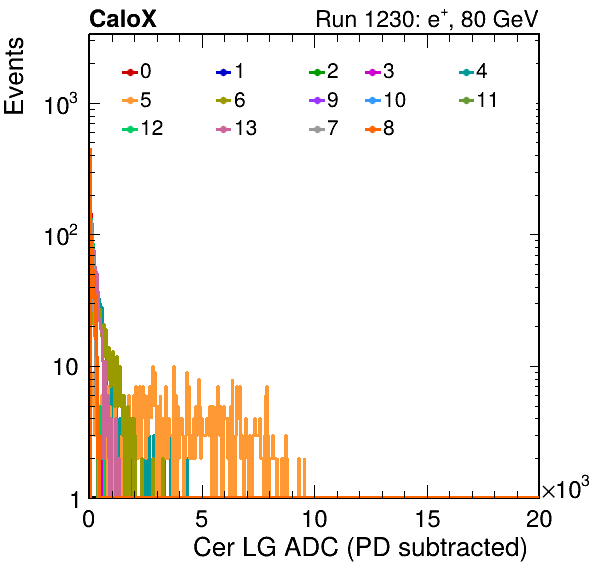 CaloX Run 1230: e⁺, 80 GeV
Events
0 1 2 3 4
5 6 9 10 11
12 13 7 8
10³
10²
10
1
0 5 10 15 20
×10³
Cer LG ADC (PD subtracted)